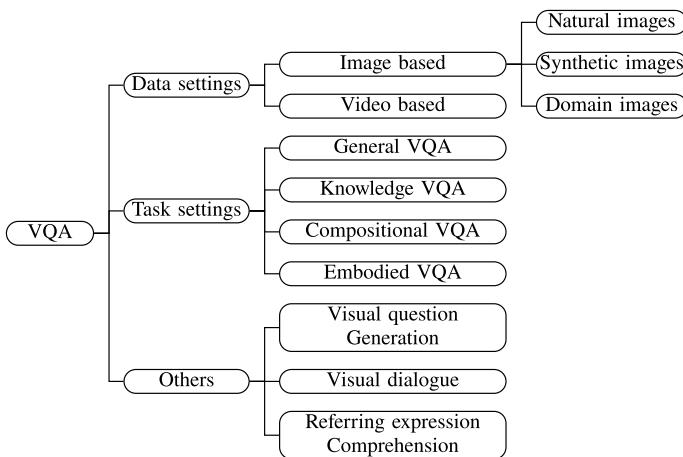 VQA
Data settings
Image based
Natural images
Synthetic images
Domain images
Video based
Task settings
General VQA
Knowledge VQA
Compositional VQA
Embodied VQA
Others
Visual question
Generation
Visual dialogue
Referring expression
Comprehension